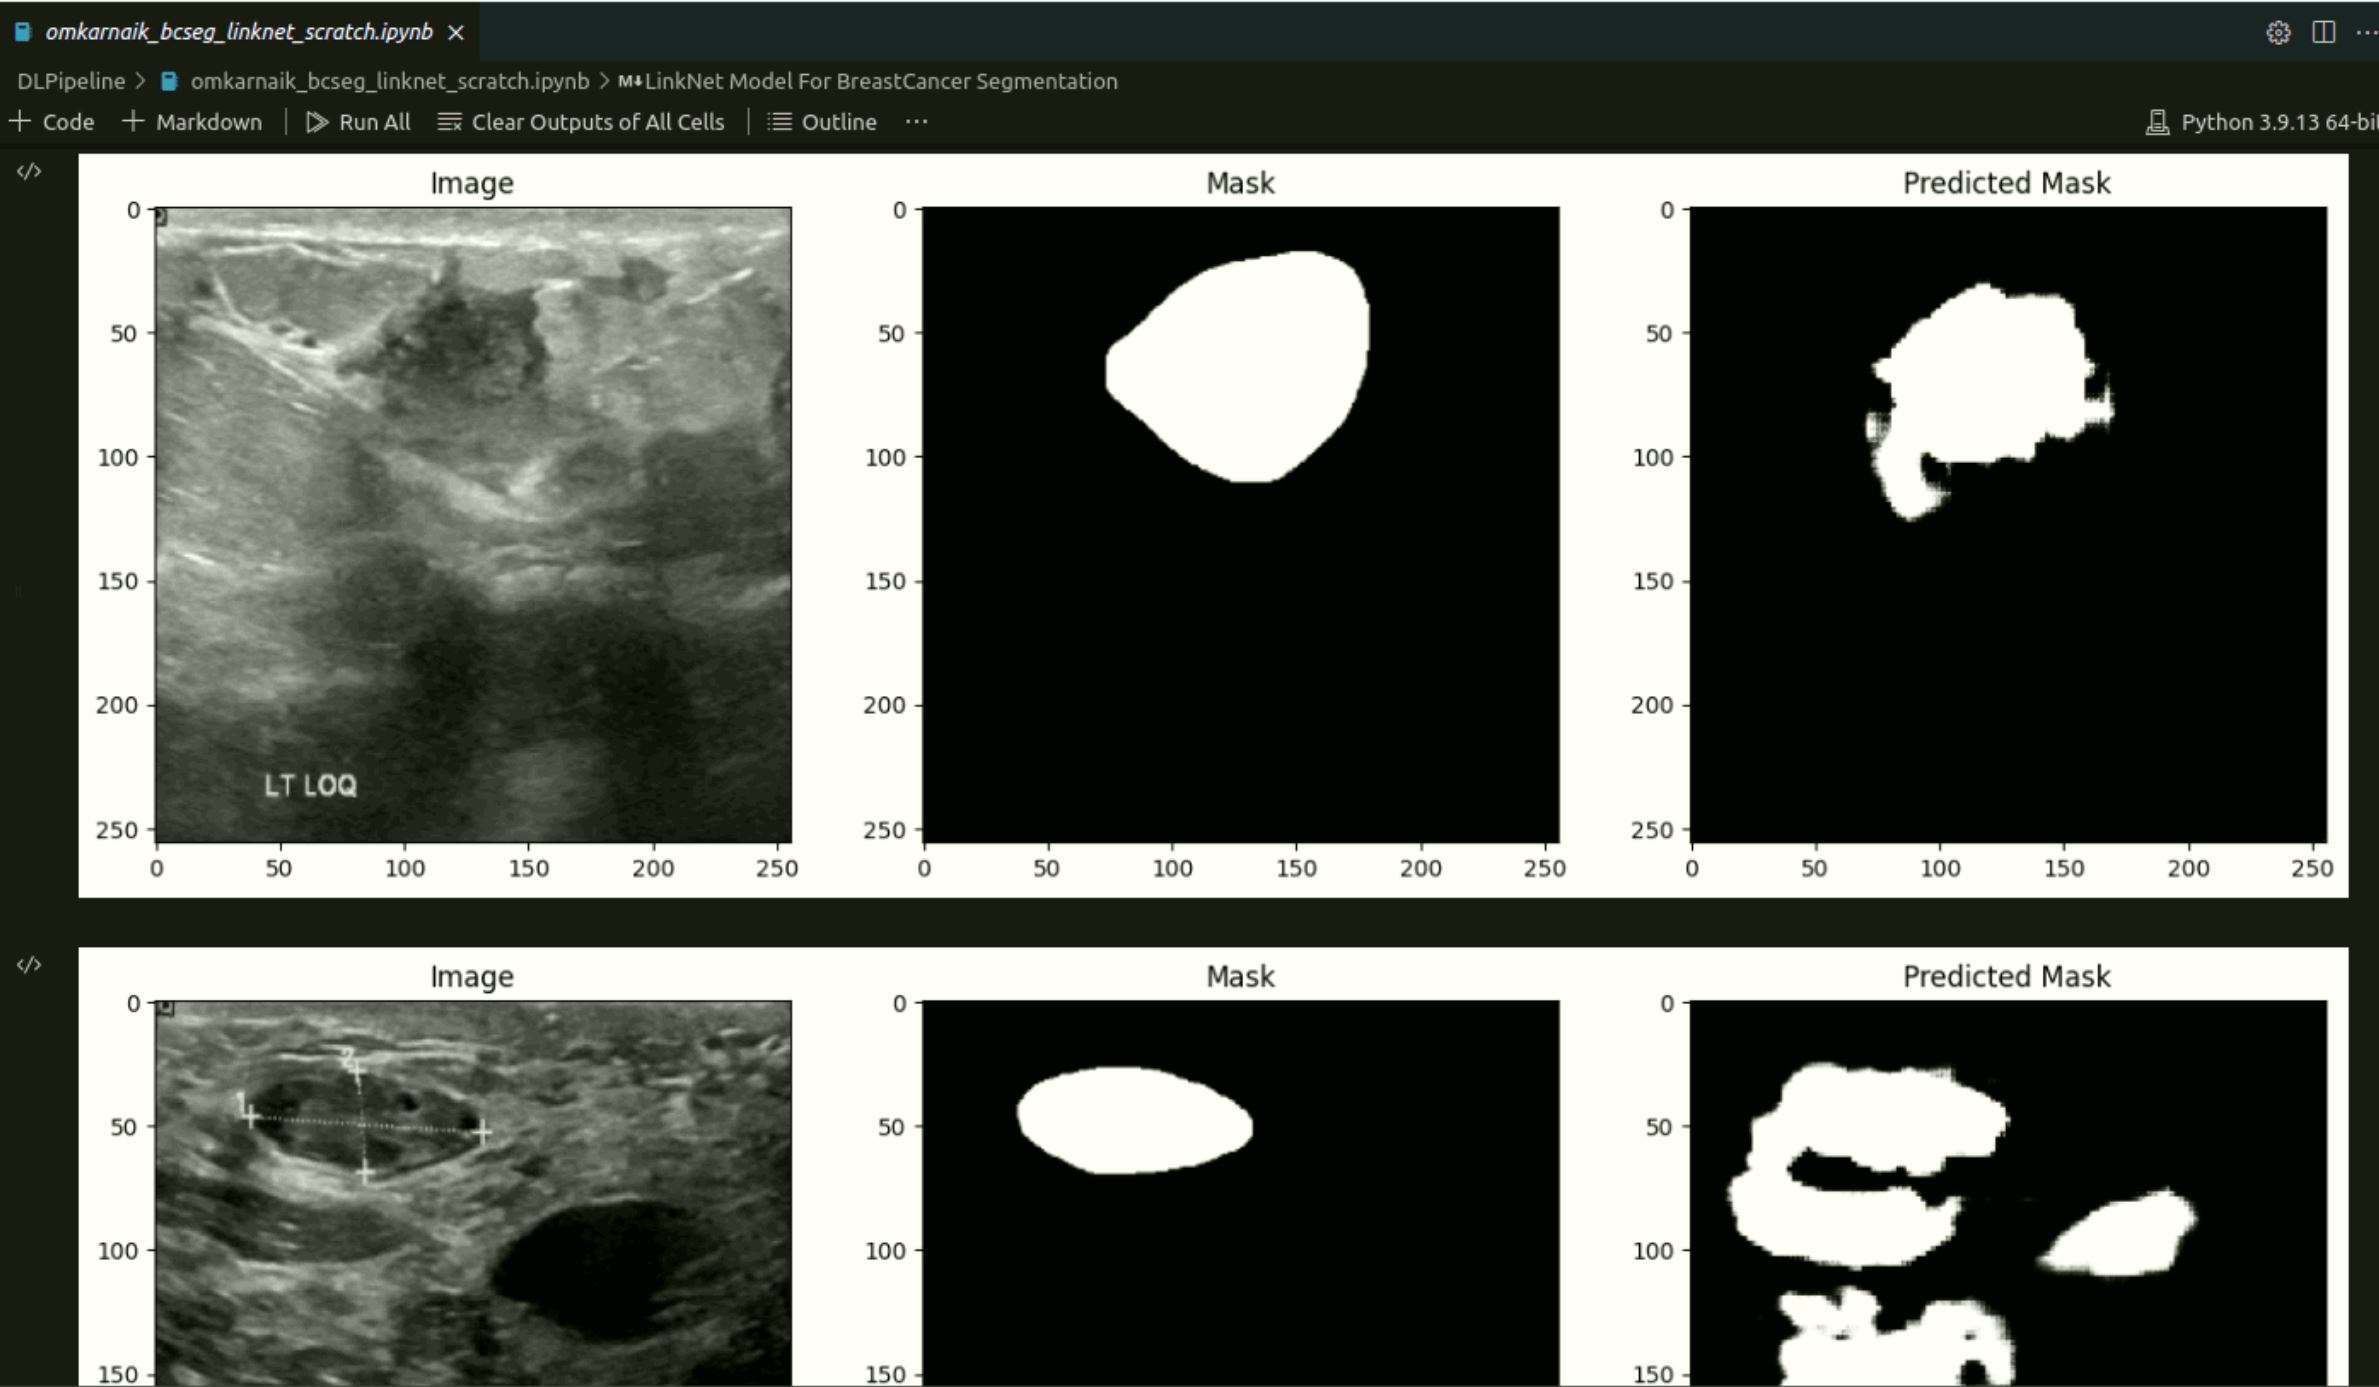 omkarnaik_bcseg_linknet_scratch.ipynb
DLPipeline > omkarnaik_bcseg_linknet_scratch.ipynb > M↓LinkNet Model For BreastCancer Segmentation
+ Code + Markdown | Run All Clear Outputs of All Cells | Outline ... Python 3.9.13 64-bit
Image Mask Predicted Mask
0 0 0
50 50 50
100 100 100
150 150 150
200 200 200
LT LOQ
250 250 250
0 50 100 150 200 250 0 50 100 150 200 250 0 50 100 150 200 250
Image Mask Predicted Mask
0 0 0
2
1
50 50 50
100 100 100
150 150 150